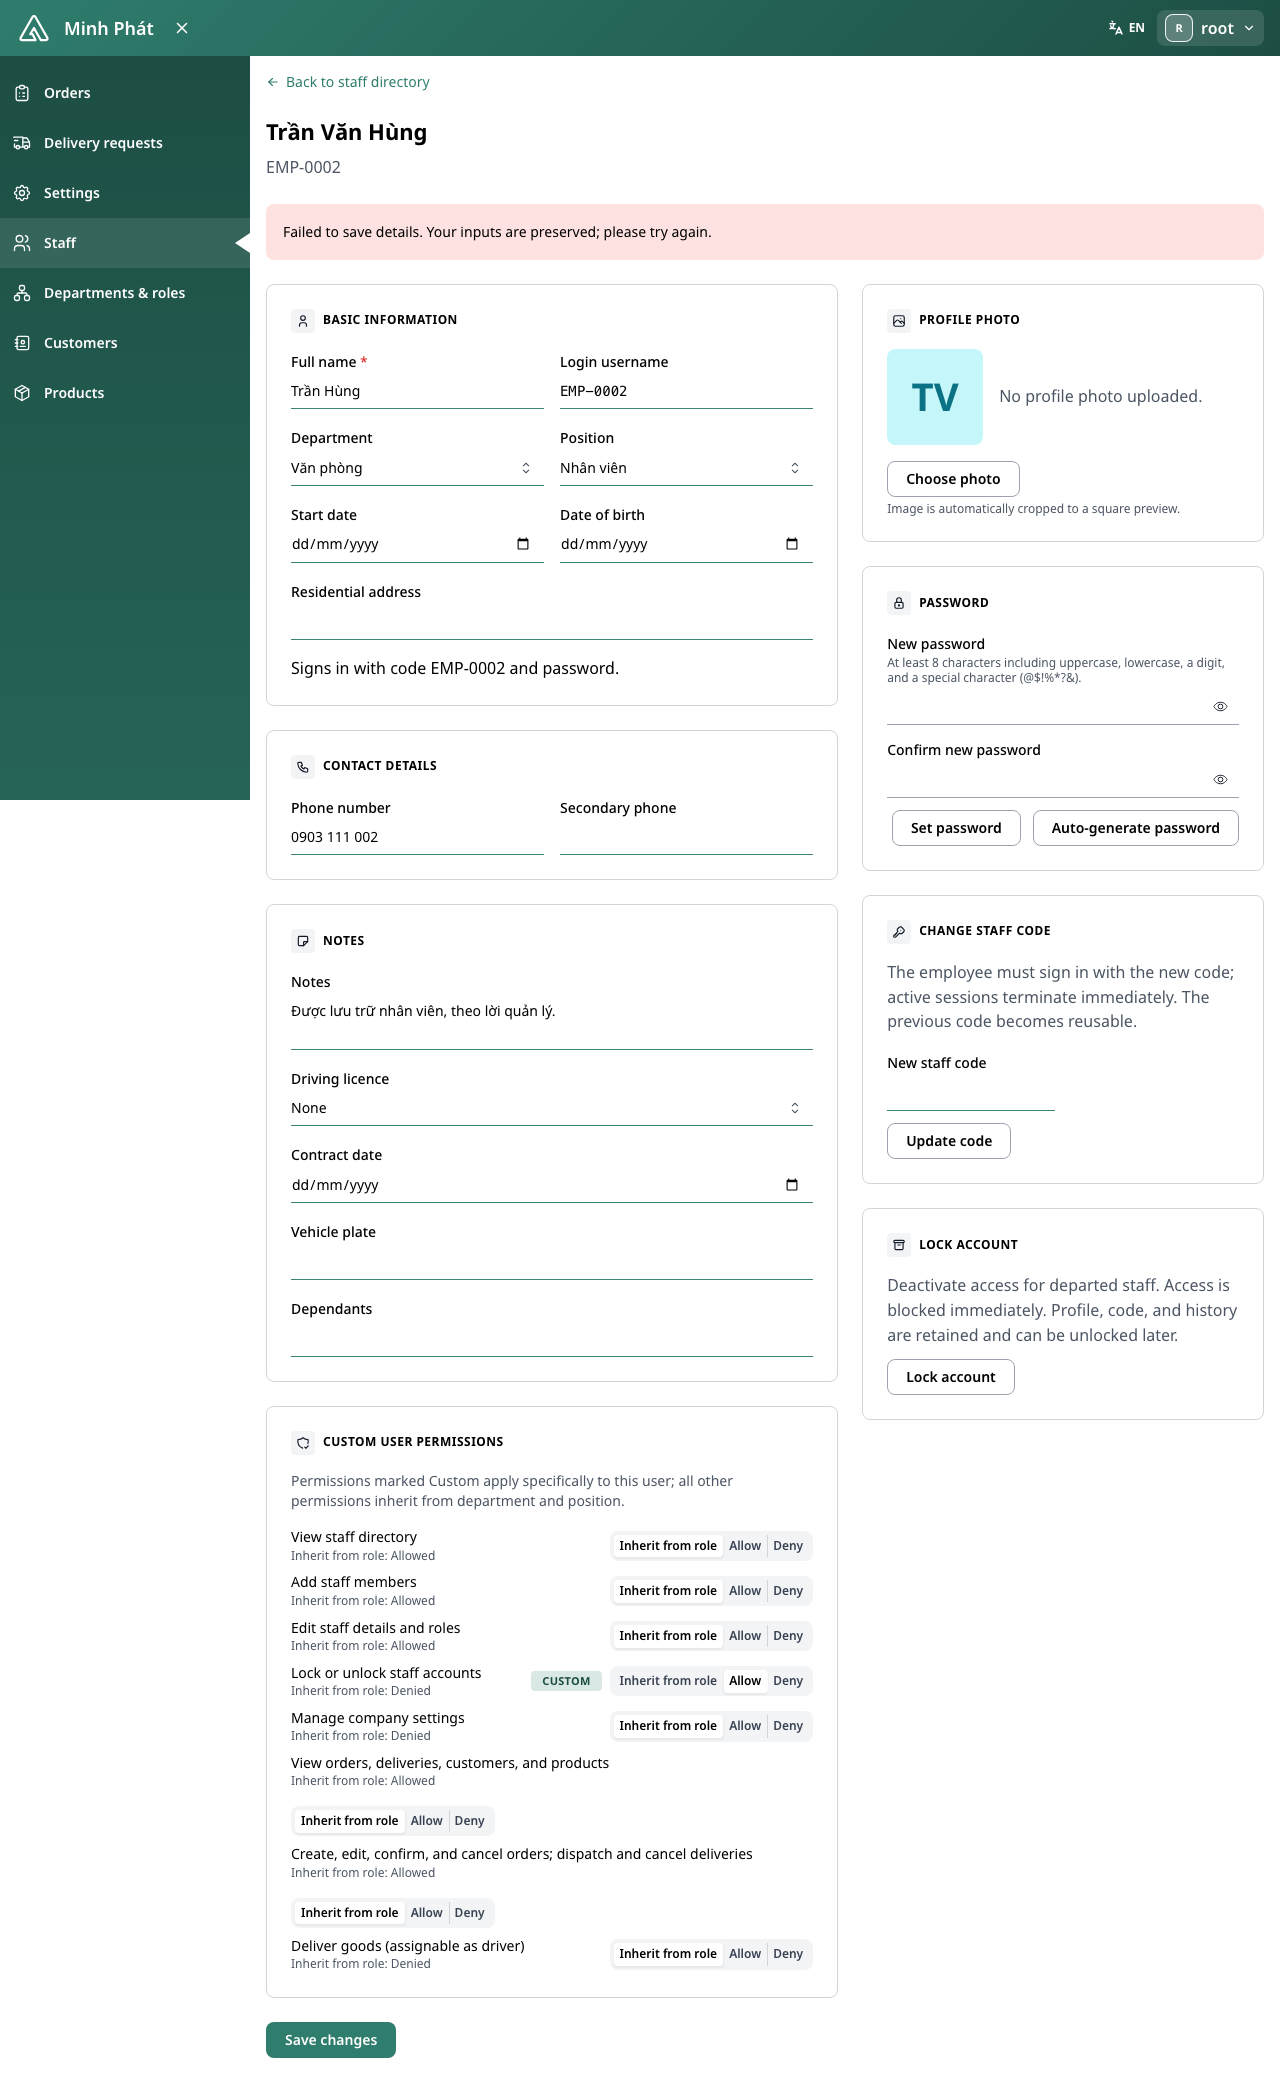 Minh Phát
EN
R
root
Orders
Delivery requests
Settings
Staff
Departments & roles
Customers
Products
Back to staff directory
Trần Văn Hùng
EMP-0002
Failed to save details. Your inputs are preserved; please try again.
BASIC INFORMATION
Full name *
Login username
Trần Hùng
EMP-0002
Department
Position
Văn phòng
Nhân viên
Start date
Date of birth
dd/mm/yyyy
dd/mm/yyyy
Residential address
Signs in with code EMP-0002 and password.
CONTACT DETAILS
Phone number
Secondary phone
0903 111 002
NOTES
Notes
Được lưu trữ nhân viên, theo lời quản lý.
Driving licence
None
Contract date
dd/mm/yyyy
Vehicle plate
Dependants
CUSTOM USER PERMISSIONS
Permissions marked Custom apply specifically to this user; all other
permissions inherit from department and position.
View staff directory
Inherit from role: Allowed
Inherit from role Allow Deny
Add staff members
Inherit from role: Allowed
Inherit from role Allow Deny
Edit staff details and roles
Inherit from role: Allowed
Inherit from role Allow Deny
Lock or unlock staff accounts
Inherit from role: Denied
CUSTOM
Inherit from role Allow Deny
Manage company settings
Inherit from role: Denied
Inherit from role Allow Deny
View orders, deliveries, customers, and products
Inherit from role: Allowed
Inherit from role Allow Deny
Create, edit, confirm, and cancel orders; dispatch and cancel deliveries
Inherit from role: Allowed
Inherit from role Allow Deny
Deliver goods (assignable as driver)
Inherit from role: Denied
Inherit from role Allow Deny
Save changes
PROFILE PHOTO
TV
No profile photo uploaded.
Choose photo
Image is automatically cropped to a square preview.
PASSWORD
New password
At least 8 characters including uppercase, lowercase, a digit,
and a special character (@$!%*?&).
Confirm new password
Set password
Auto-generate password
CHANGE STAFF CODE
The employee must sign in with the new code;
active sessions terminate immediately. The
previous code becomes reusable.
New staff code
Update code
LOCK ACCOUNT
Deactivate access for departed staff. Access is
blocked immediately. Profile, code, and history
are retained and can be unlocked later.
Lock account